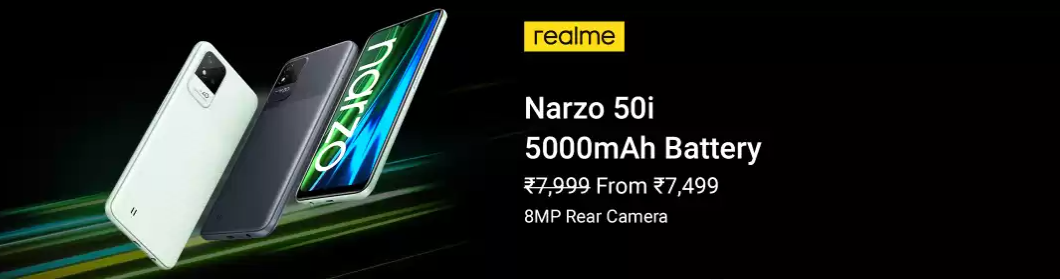 realme
narzo
Narzo 50i
5000mAh Battery
₹7,999 From ₹7,499
8MP Rear Camera